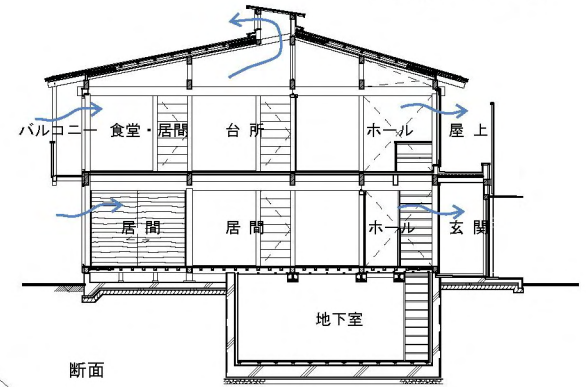 バルコニー 食堂・居間 台所 ホール 屋上
居間 居間 ホール 玄関
地下室
断面